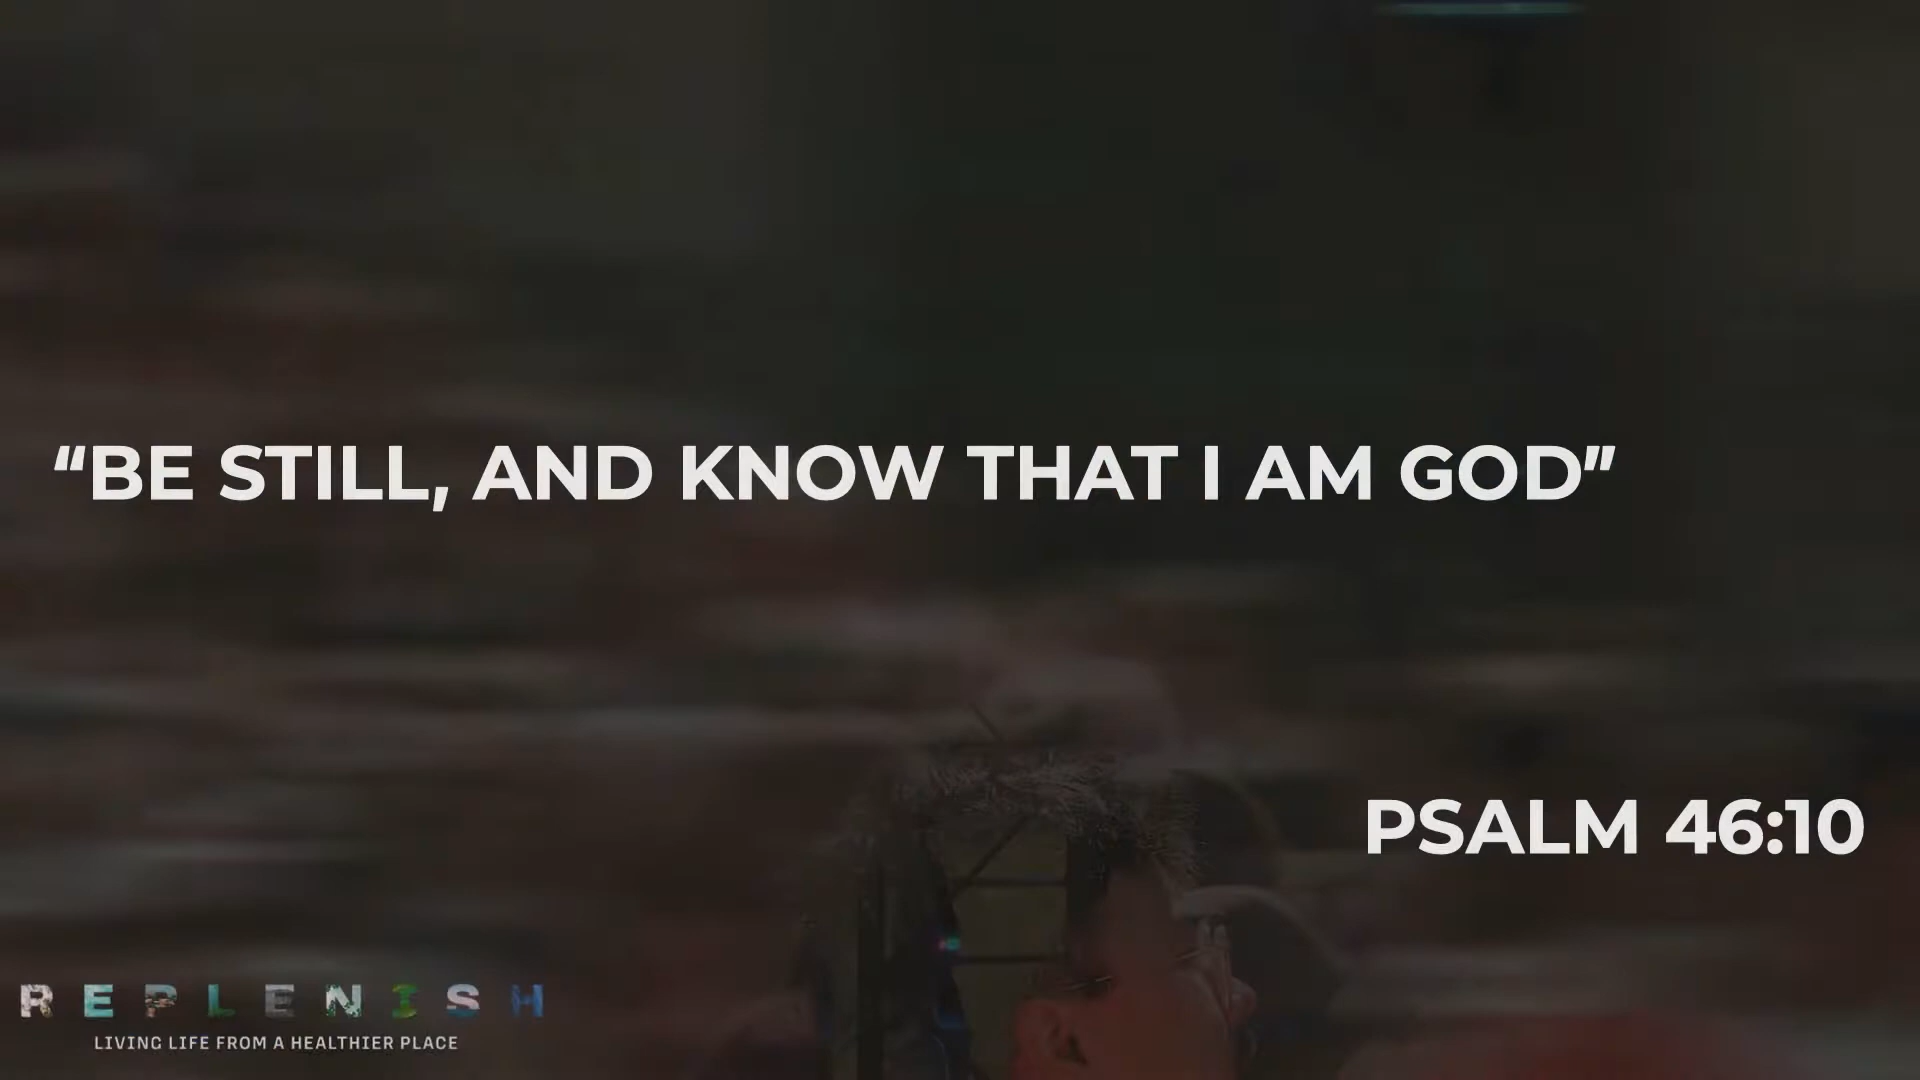 “BE STILL, AND KNOW THAT I AM GOD”
PSALM 46:10
REPLENISH
LIVING LIFE FROM A HEALTHIER PLACE